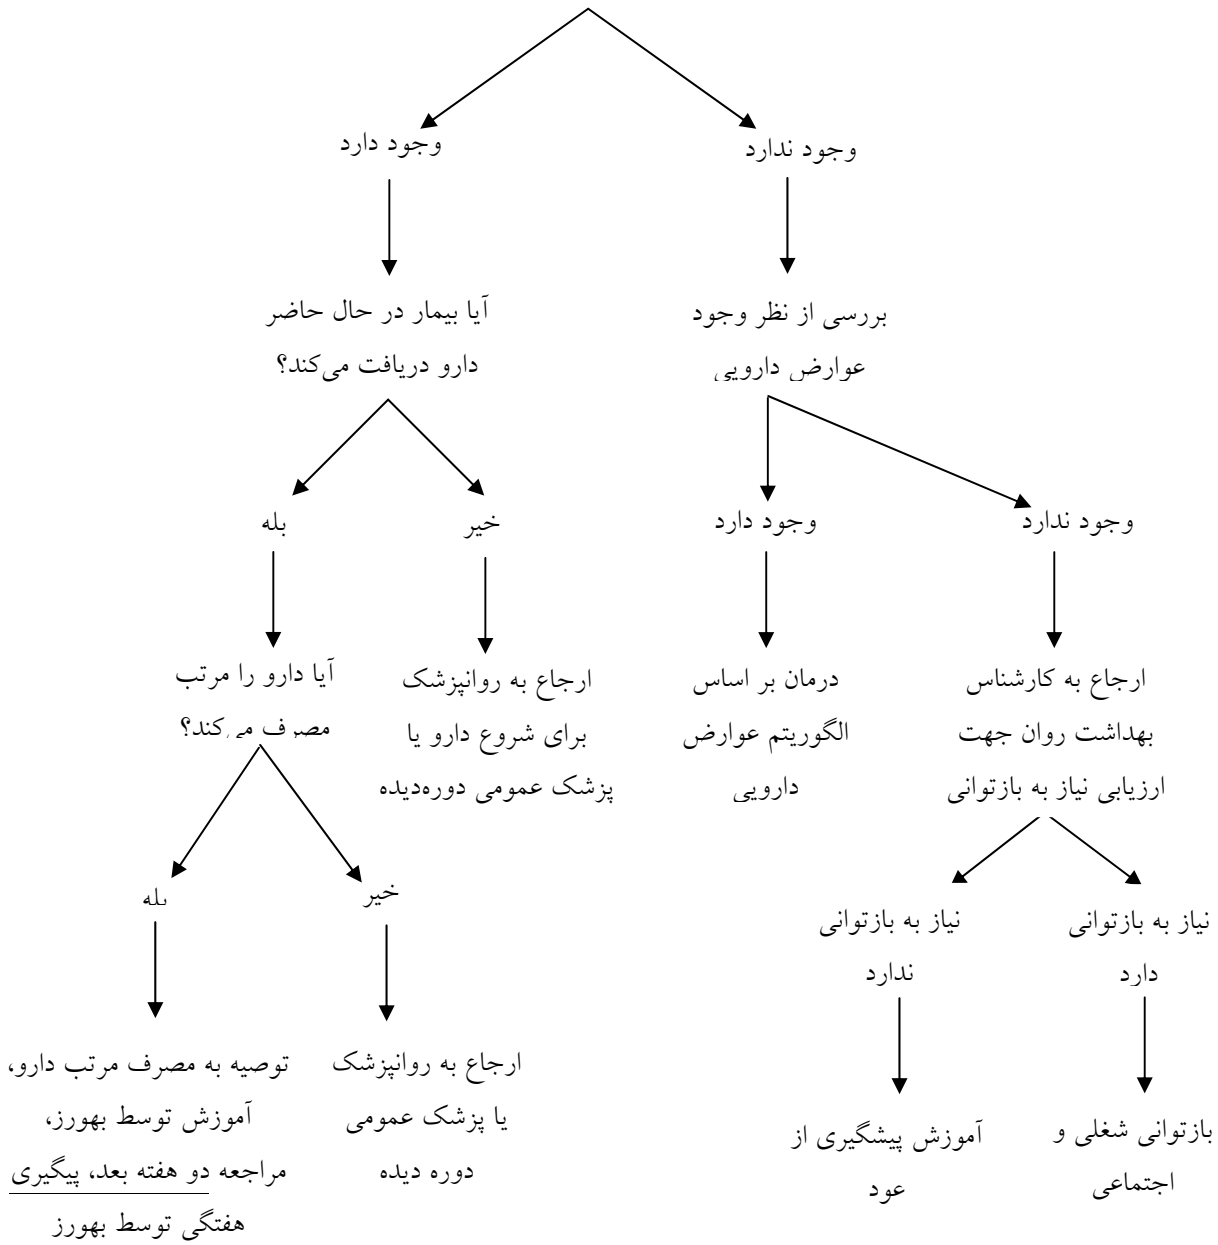 وجود ندارد
وجود دارد
بررسی از نظر وجود
عوارض دارویی
آیا بیمار در حال حاضر
دارو دریافت می‌کند؟
وجود ندارد
وجود دارد
خیر
بله
ارجاع به کارشناس
بهداشت روان جهت
ارزیابی نیاز به بازتوانی
درمان بر اساس
الگوریتم عوارض
دارویی
ارجاع به روانپزشک
برای شروع دارو یا
پزشک عمومی دوره‌دیده
آیا دارو را مرتب
مصرف می‌کند؟
نیاز به بازتوانی
دارد
نیاز به بازتوانی
ندارد
خیر
بله
بازتوانی شغلی و
اجتماعی
آموزش پیشگیری از
عود
ارجاع به روانپزشک
یا پزشک عمومی
دوره دیده
توصیه به مصرف مرتب دارو،
آموزش توسط بهورز،
مراجعه دو هفته بعد، پیگیری
هفتگی توسط بهورز